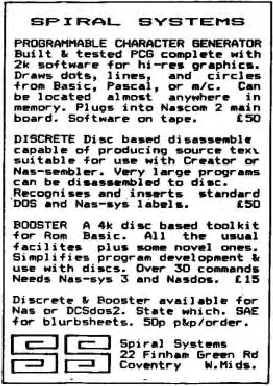 SPIRAL SYSTEMS
PROGRAMMABLE CHARACTER GENERATOR
Built & tested PCG complete with
2k software for hi-res graphics.
Draws dots, lines, and circles
from Basic, Pascal, or m/c. Can
be located almost anywhere in
memory. Plugs into Nascom 2 main
board. Software on tape. £50
DISCRETE Disc based disassemble
capable of producing source text
suitable for use with Creator or
Nas-sembler. Very large programs
can be disassembled to disc.
Recognises and inserts standard
DOS and Nas-sys labels. £50
BOOSTER A 4k disc based toolkit
for Rom Basic. All the usual
facilites plus some novel ones.
Simplifies program development &
use with discs. Over 30 commands
Needs Nas-sys 3 and Nasdos. £15
Discrete & Booster available for
Nas or DCSdos2. State which. SAE
for blurbsheets. 50p p&p/order.
Spiral Systems
22 Finham Green Rd
Coventry W.Mids.